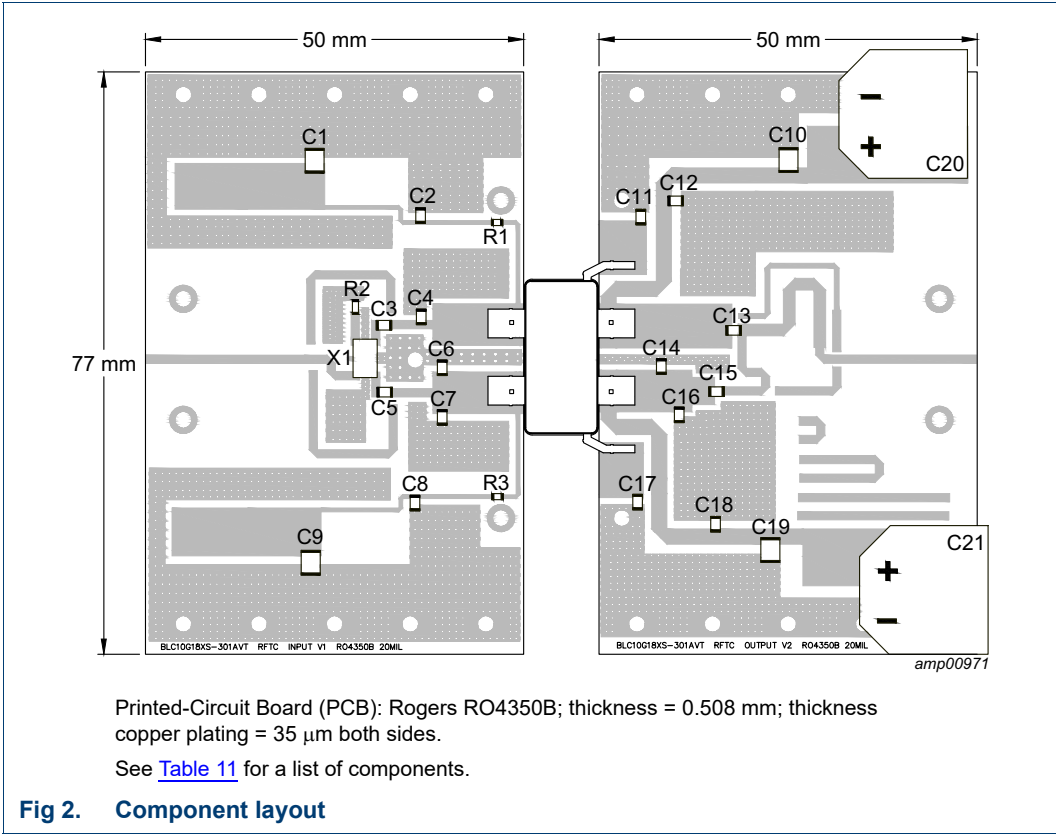 50 mm
50 mm
77 mm
C1
C2
R1
R2
C3
C4
X1
C6
C5
C7
C8
R3
C9
BLC10G18XS-301AVT RFTC INPUT V1 RO4350B 20MIL
C10
− 
+
C20
C11
C12
C13
C14
C15
C16
C17
C18
C19
C21
+
−
BLC10G18XS-301AVT RFTC OUTPUT V2 RO4350B 20MIL
amp00971
Printed-Circuit Board (PCB): Rogers RO4350B; thickness = 0.508 mm; thickness
copper plating = 35 μm both sides.
See Table 11 for a list of components.
Fig 2. Component layout